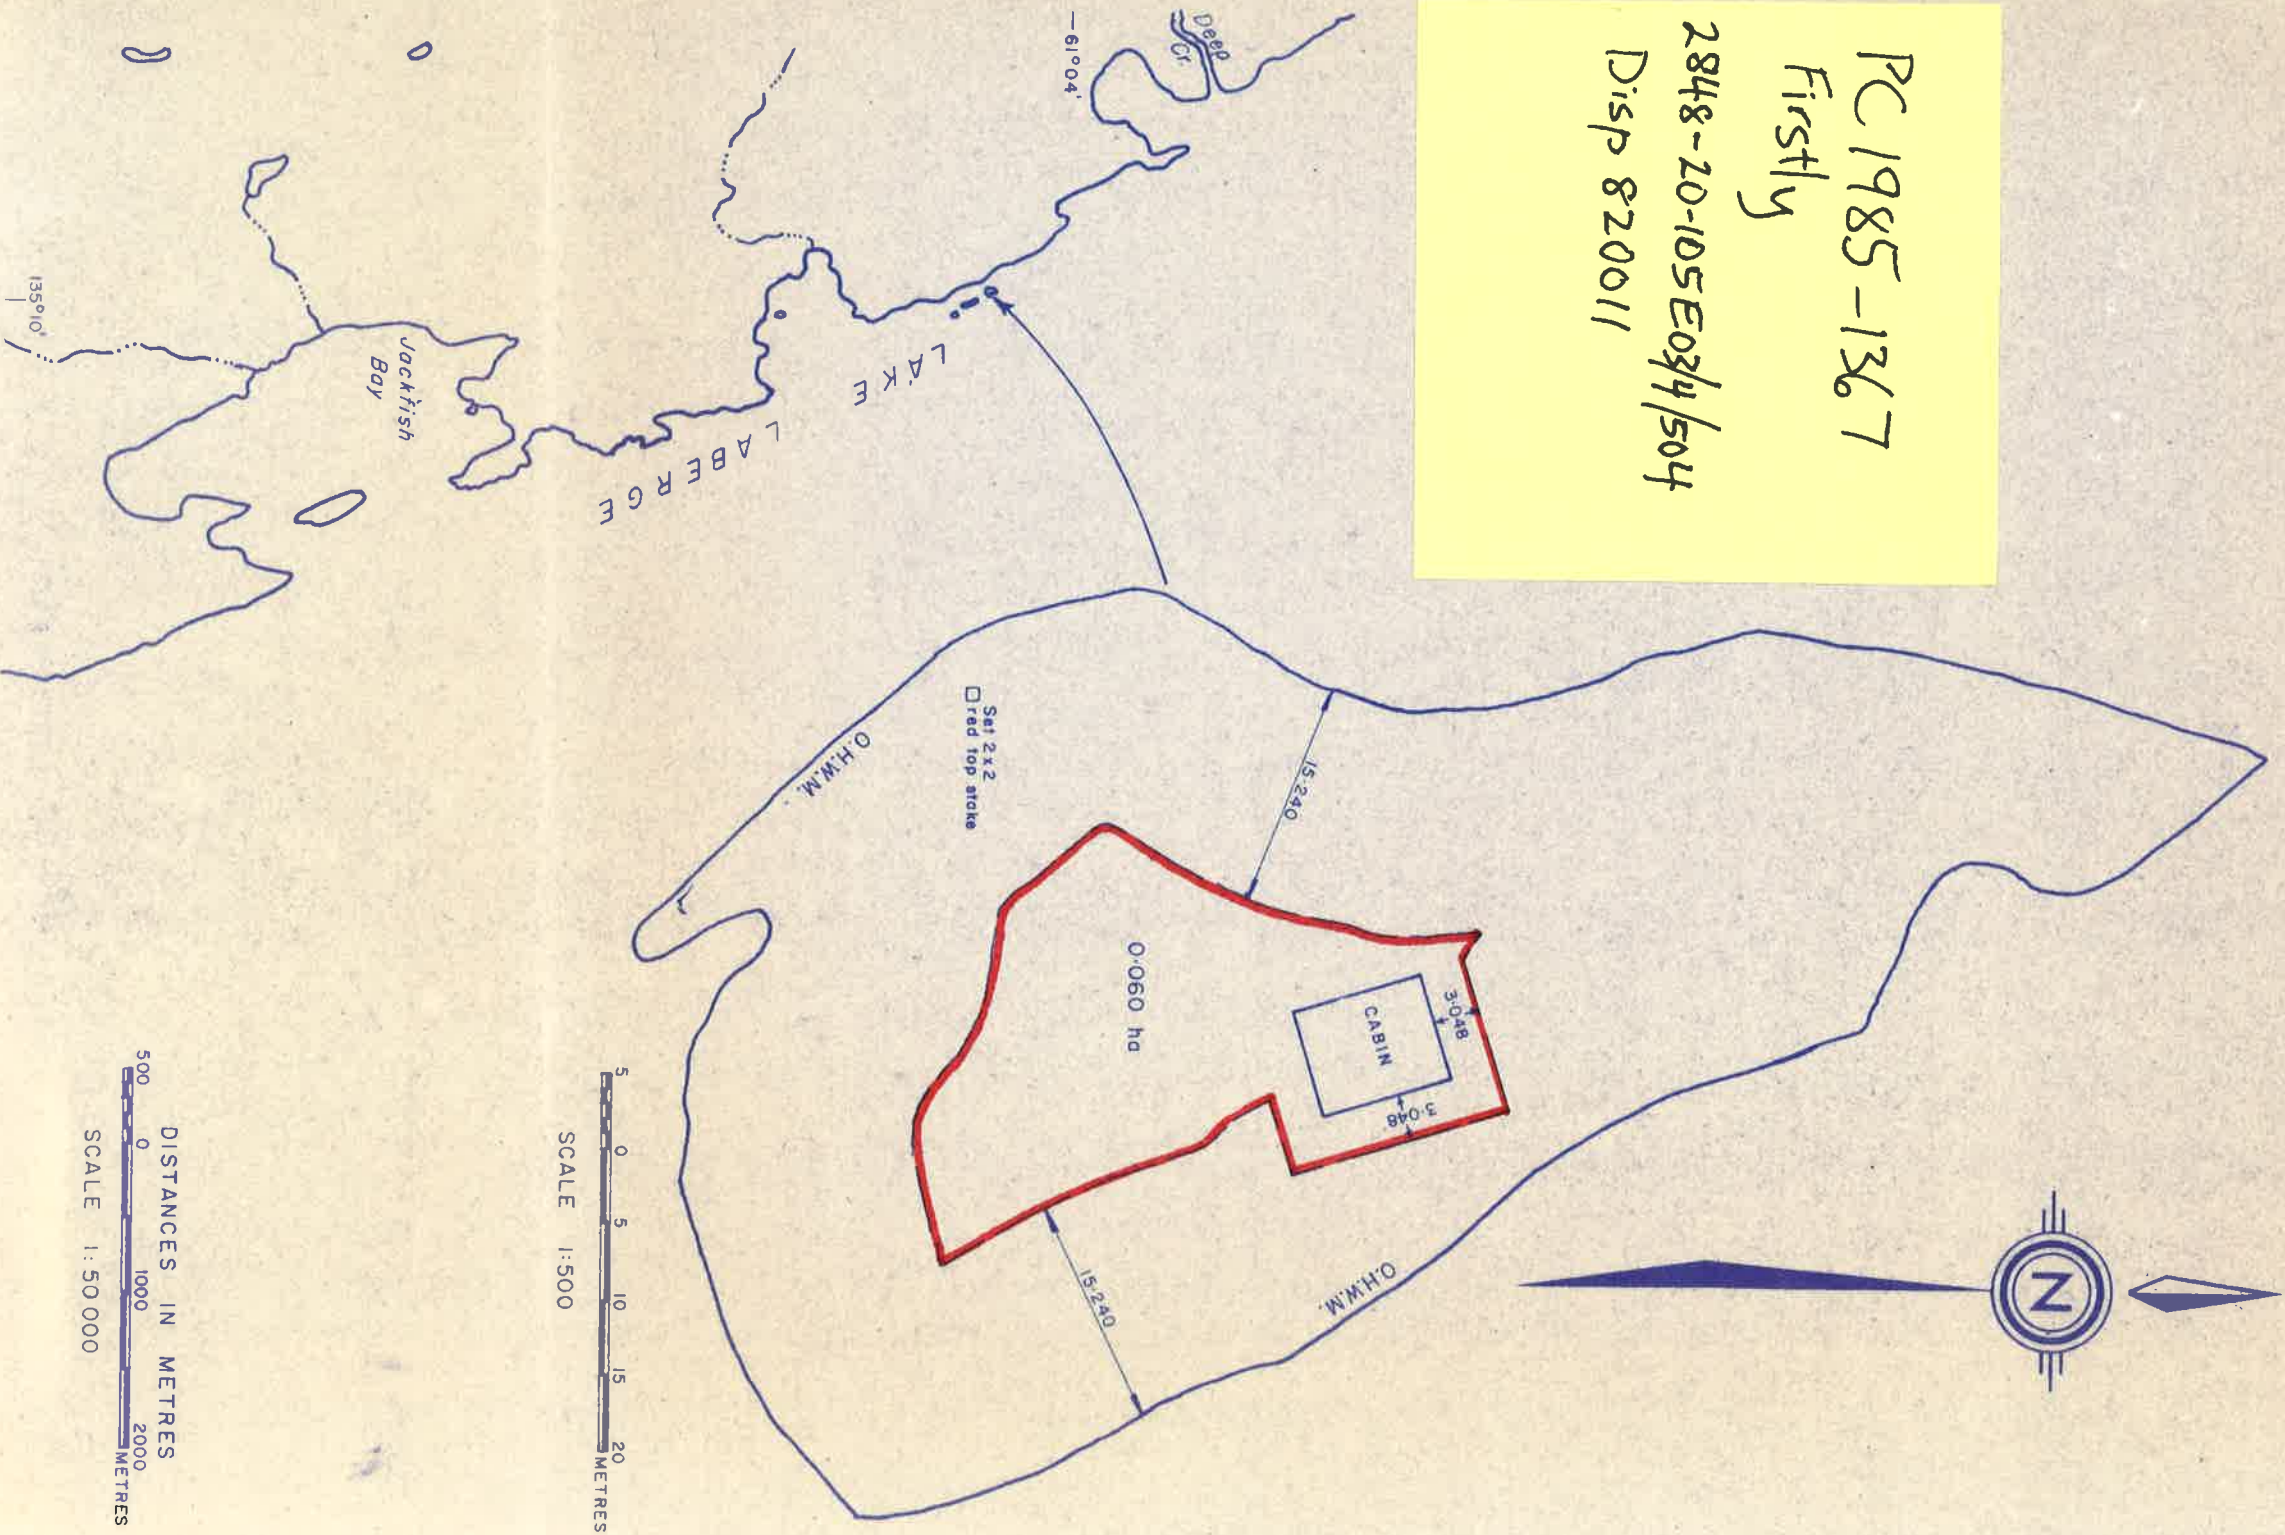 PC 1985-1367
Firstly
2848-20-105E03/4/504
Disp 820011
Deep
Cr.
–61°04'
LAKE
LABERGE
Jackfish
Bay
135°10'
O.H.W.M.
Set 2x2
red top stake
15·240
0·060 ha
CABIN
3·048
3·048
15·240
O.H.W.M.
N
5 0 5 10 15 20 METRES
SCALE 1:500
DISTANCES IN METRES
500 0 1000 2000 METRES
SCALE 1:50 000